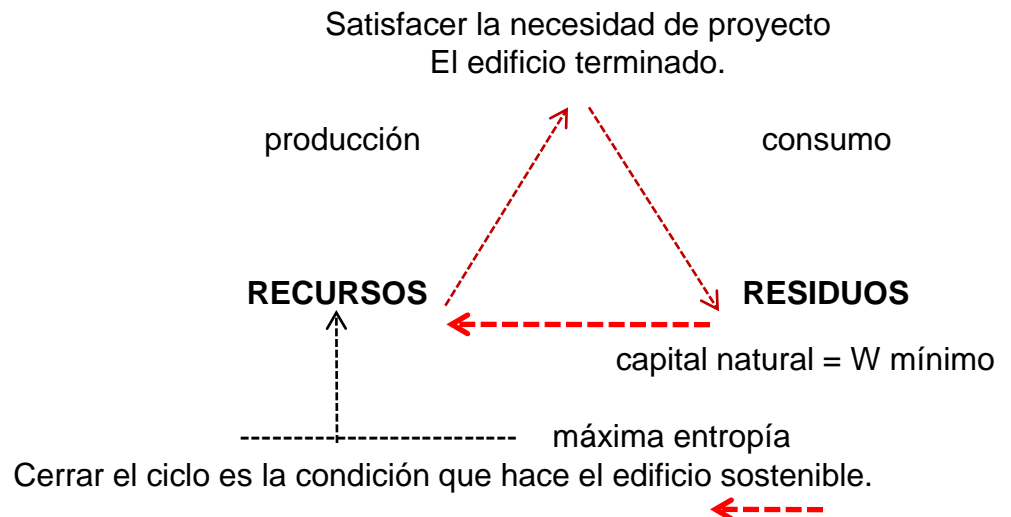 Satisfacer la necesidad de proyecto
El edificio terminado.
producción consumo
RECURSOS RESIDUOS
capital natural = W mínimo
máxima entropía
Cerrar el ciclo es la condición que hace el edificio sostenible.